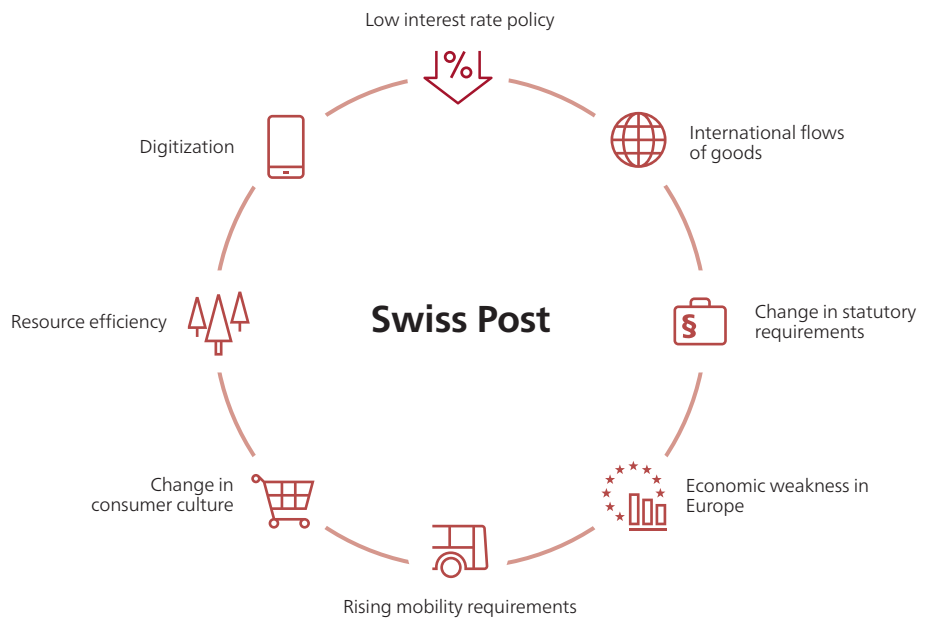 Low interest rate policy
%
Digitization
International flows
of goods
Resource efficiency
Swiss Post
§
Change in statutory
requirements
Change in
consumer culture
Economic weakness in
Europe
Rising mobility requirements